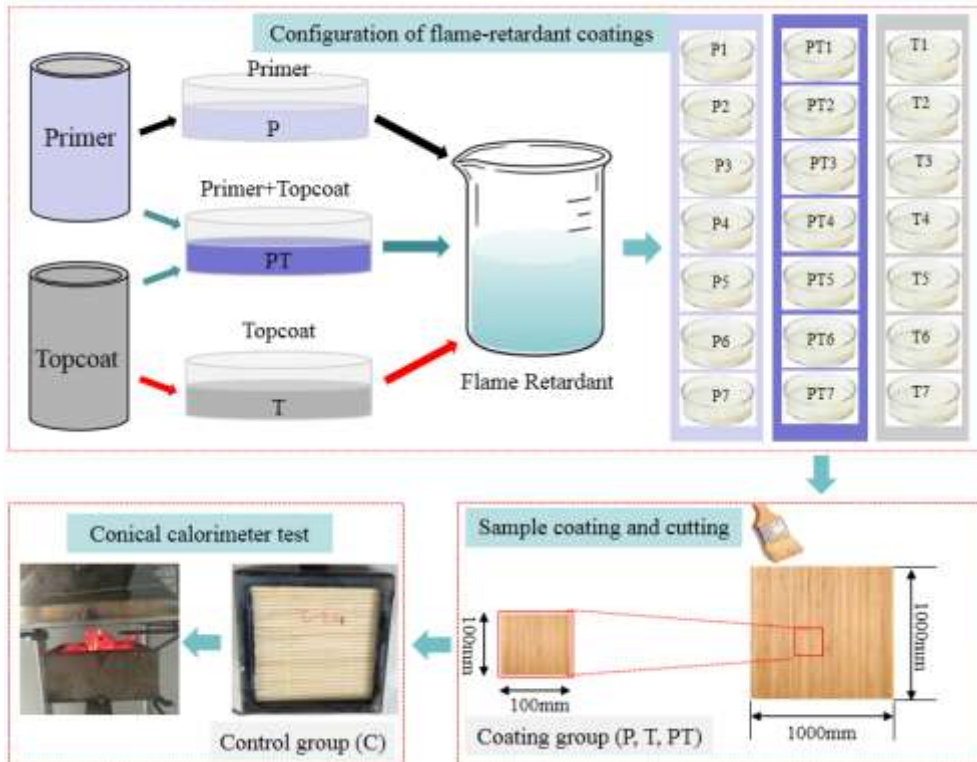 Configuration of flame-retardant coatings
Primer
Primer
P
Primer+Topcoat
PT
Topcoat
Topcoat
T
Flame Retardant
P1
P2
P3
P4
P5
P6
P7
PT1
PT2
PT3
PT4
PT5
PT6
PT7
T1
T2
T3
T4
T5
T6
T7
Conical calorimeter test
Control group (C)
Sample coating and cutting
100mm
100mm
1000mm
1000mm
Coating group (P, T, PT)